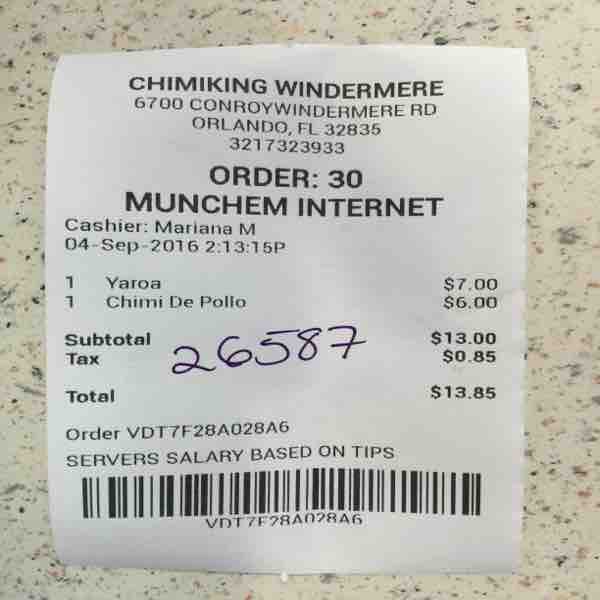 CHIMIKING WINDERMERE
6700 CONROYWINDERMERE RD
ORLANDO, FL 32835
3217323933
ORDER: 30
MUNCHEM INTERNET
Cashier: Mariana M
04-Sep-2016 2:13:15P
1 Yaroa $7.00
1 Chimi De Pollo $6.00
Subtotal $13.00
Tax $0.85
26587
Total $13.85
Order VDT7F28A028A6
SERVERS SALARY BASED ON TIPS
VDT7F28A028A6